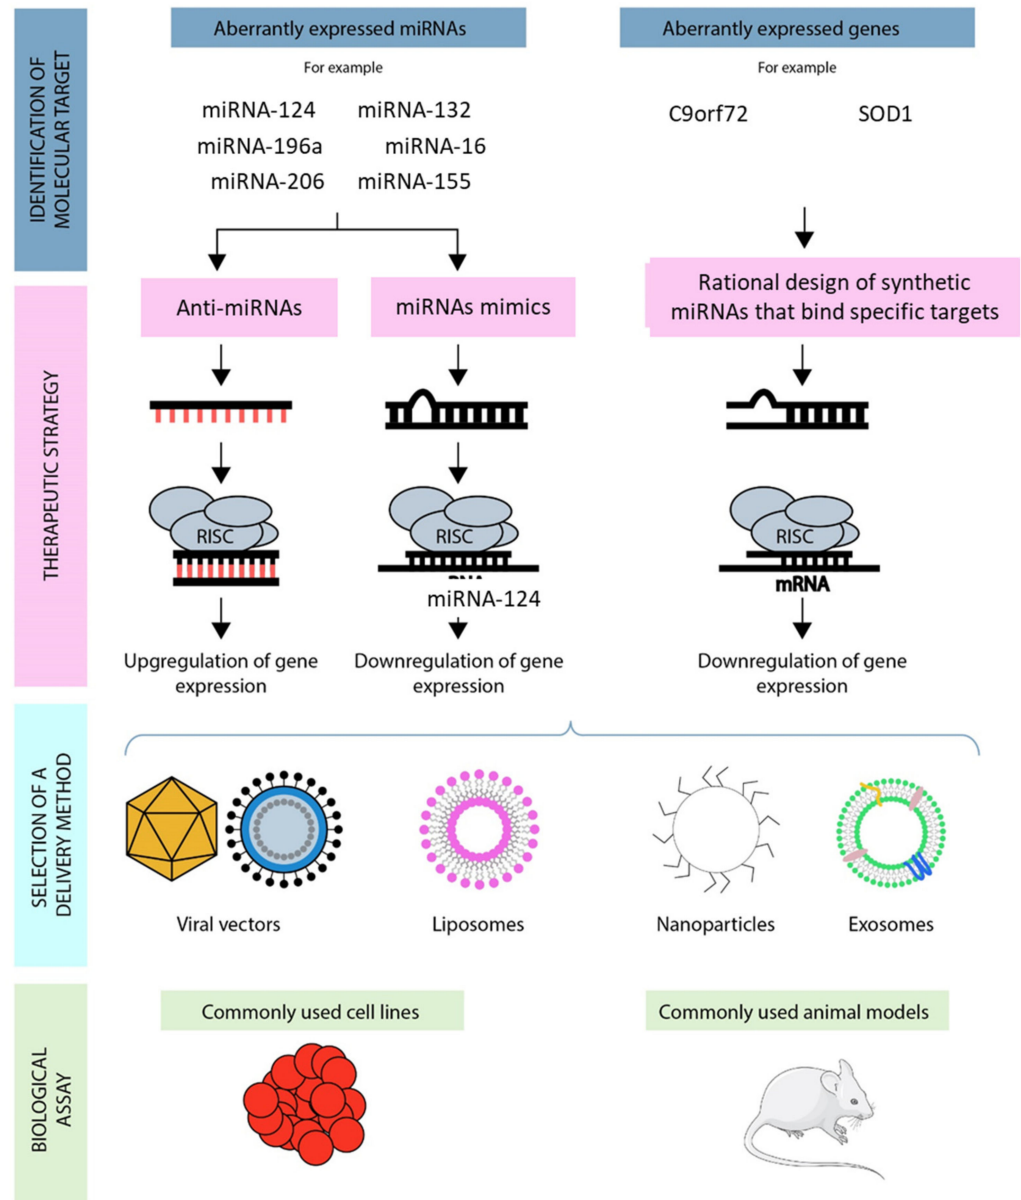 IDENTIFICATION OF
MOLECULAR TARGET
Aberrantly expressed miRNAs
For example
miRNA-124 miRNA-132
miRNA-196a miRNA-16
miRNA-206 miRNA-155
Aberrantly expressed genes
For example
C9orf72 SOD1
THERAPEUTIC STRATEGY
Anti-miRNAs
miRNAs mimics
Rational design of synthetic
miRNAs that bind specific targets
RISC
RISC
RISC
miRNA-124
mRNA
Upgregulation of gene
expression
Downregulation of gene
expression
Downregulation of gene
expression
SELECTION OF A
DELIVERY METHOD
Viral vectors
Liposomes
Nanoparticles
Exosomes
BIOLOGICAL
ASSAY
Commonly used cell lines
Commonly used animal models